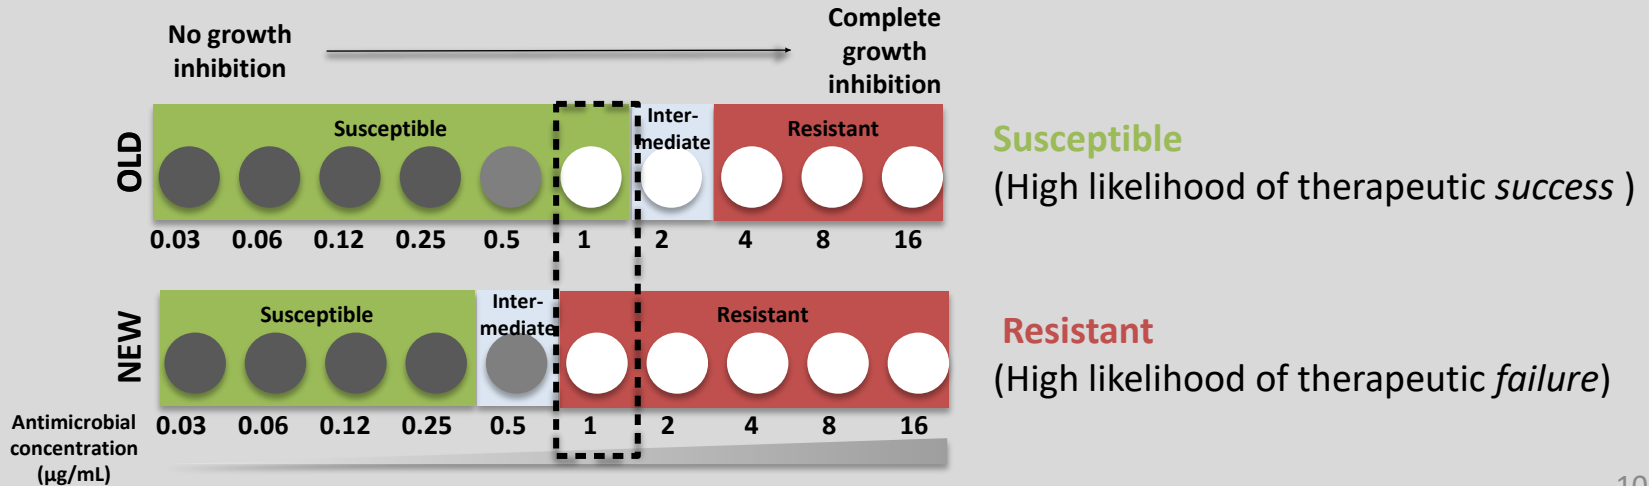 No growth
inhibition
Complete
growth
inhibition
OLD
Susceptible
Inter-
mediate
Resistant
0.03 0.06 0.12 0.25 0.5 1 2 4 8 16
Susceptible
(High likelihood of therapeutic success )
NEW
Susceptible
Inter-
mediate
Resistant
0.03 0.06 0.12 0.25 0.5 1 2 4 8 16
Resistant
(High likelihood of therapeutic failure)
Antimicrobial
concentration
(µg/mL)
10